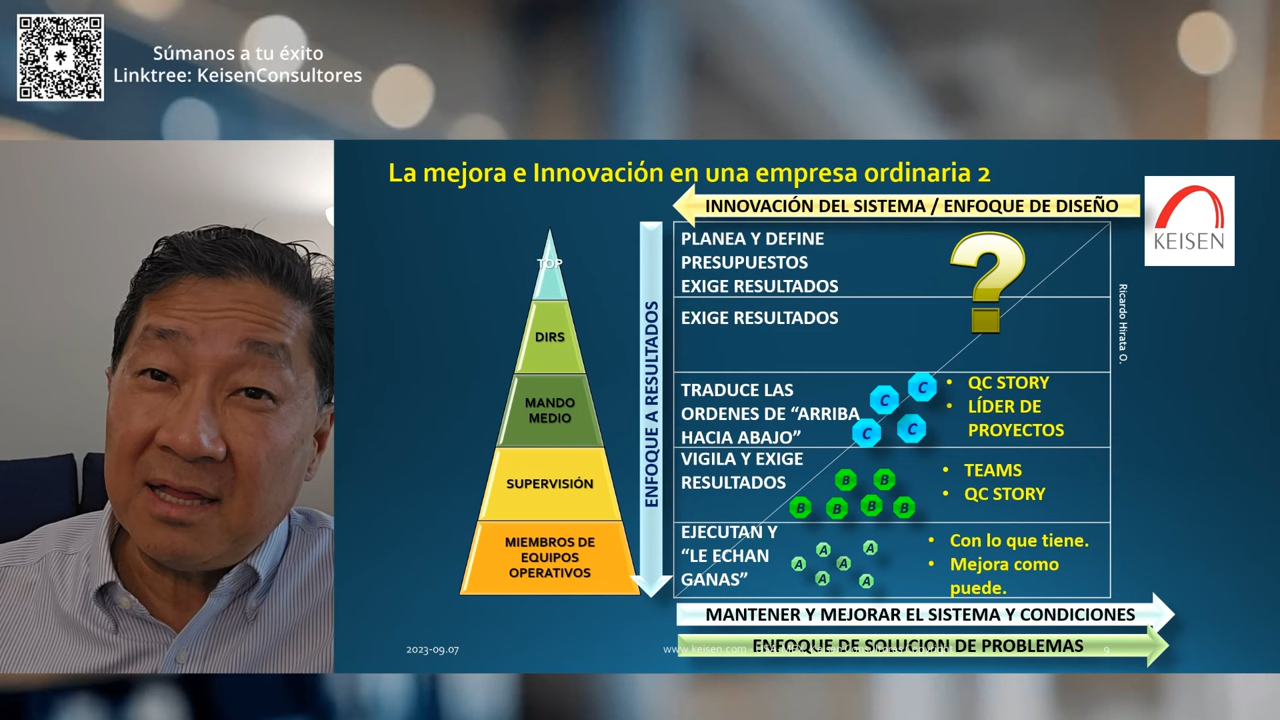 Súmanos a tu éxito
Linktree: KeisenConsultores
La mejora e Innovación en una empresa ordinaria 2
INNOVACIÓN DEL SISTEMA / ENFOQUE DE DISEÑO
KEISEN
Ricardo Hirata O.
TOP
DIRS
MANDO
MEDIO
SUPERVISIÓN
MIEMBROS DE
EQUIPOS
OPERATIVOS
ENFOQUE A RESULTADOS
PLANEA Y DEFINE
PRESUPUESTOS
EXIGE RESULTADOS
?
EXIGE RESULTADOS
TRADUCE LAS
ORDENES DE “ARRIBA
HACIA ABAJO”
C
C
C
C
• QC STORY
• LÍDER DE
PROYECTOS
VIGILA Y EXIGE
RESULTADOS
B
B
B
B
B
B
• TEAMS
• QC STORY
EJECUTAN Y
“LE ECHAN
GANAS”
A
A
A
A
A
A
• Con lo que tiene.
• Mejora como
puede.
MANTENER Y MEJORAR EL SISTEMA Y CONDICIONES
ENFOQUE DE SOLUCION DE PROBLEMAS
2023-09.07
www.keisen.com
9